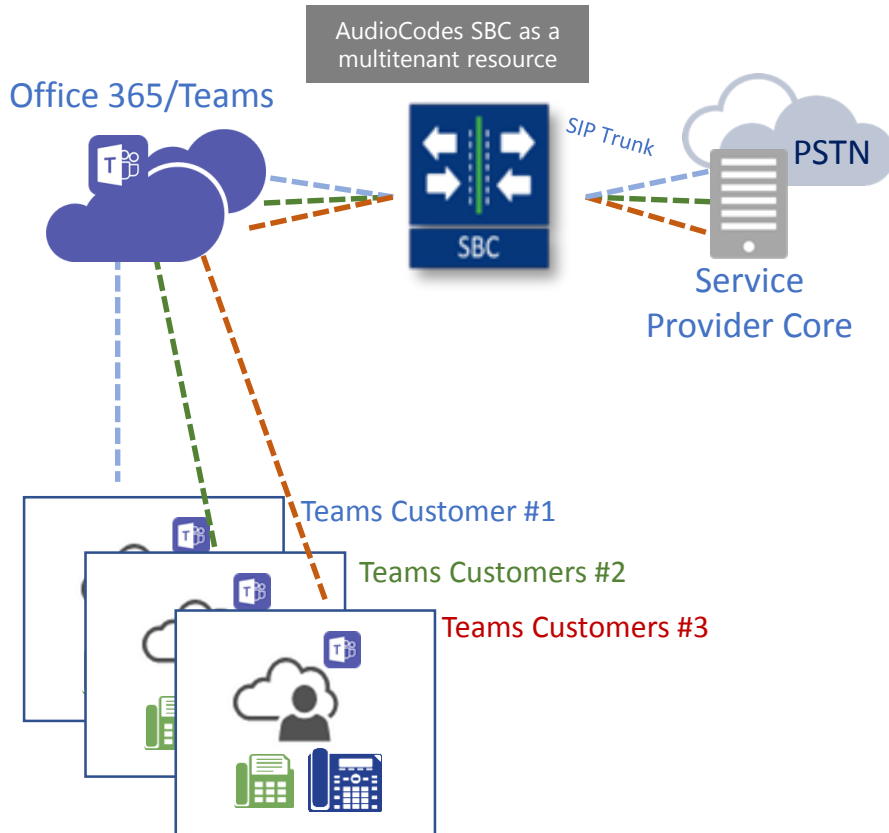 AudioCodes SBC as a
multitenant resource
Office 365/Teams
SIP Trunk
PSTN
T
SBC
Service
Provider Core
Teams Customer #1
T
Teams Customers #2
T
Teams Customers #3
T